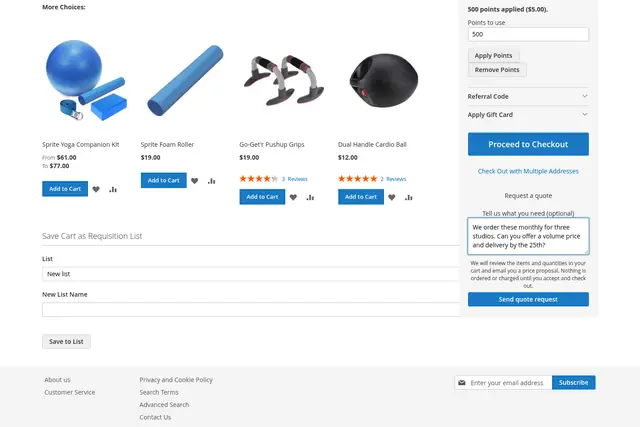 More Choices:
Sprite Yoga Companion Kit
From $61.00
To $77.00
Add to Cart
Sprite Foam Roller
$19.00
Add to Cart
Go-Get'r Pushup Grips
$19.00
3 Reviews
Add to Cart
Dual Handle Cardio Ball
$12.00
2 Reviews
Add to Cart
Save Cart as Requisition List
List
New list
New List Name
Save to List
500 points applied ($5.00).
Points to use
500
Apply Points
Remove Points
Referral Code
Apply Gift Card
Proceed to Checkout
Check Out with Multiple Addresses
Request a quote
Tell us what you need (optional)
We order these monthly for three
studios. Can you offer a volume price
and delivery by the 25th?
We will review the items and quantities in your
cart and email you a price proposal. Nothing is
ordered or charged until you accept and check
out.
Send quote request
About us
Customer Service
Privacy and Cookie Policy
Search Terms
Advanced Search
Contact Us
Enter your email address
Subscribe